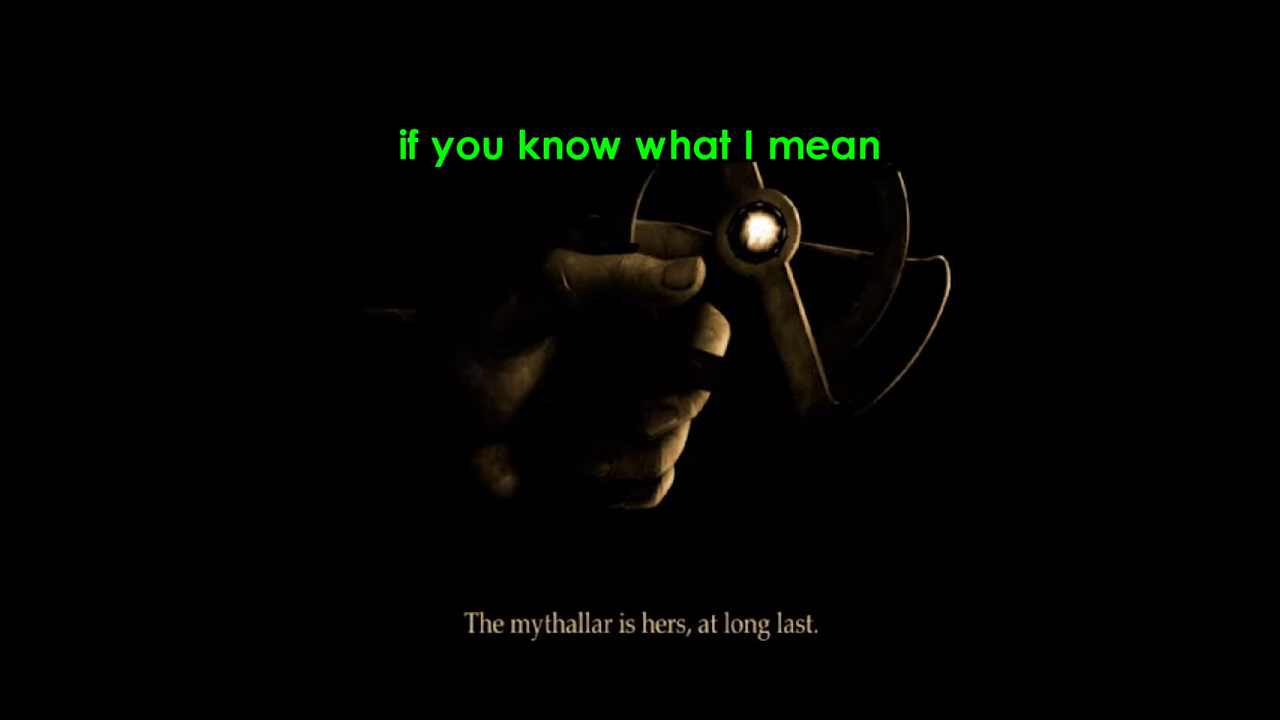 if you know what I mean
The mythallar is hers, at long last.